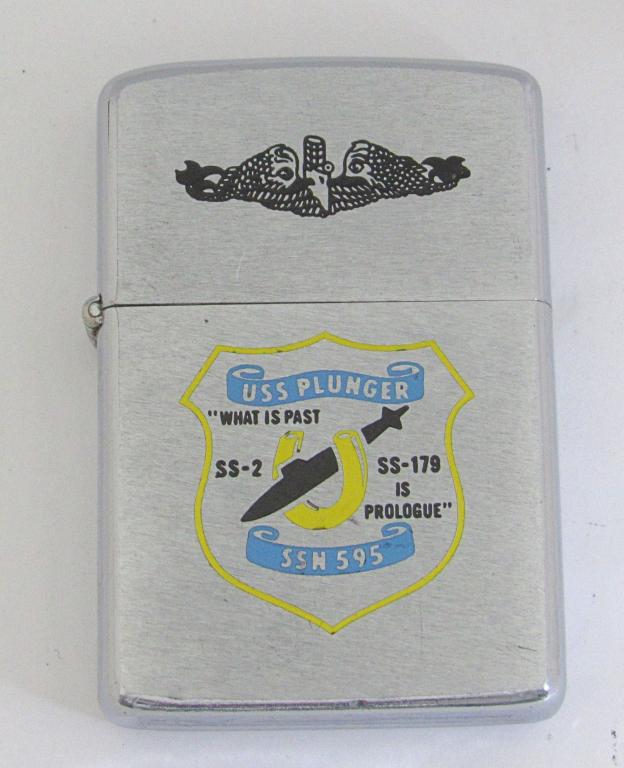 USS PLUNGER
"WHAT IS PAST
SS-2 SS-179
IS
PROLOGUE"
SSN 595